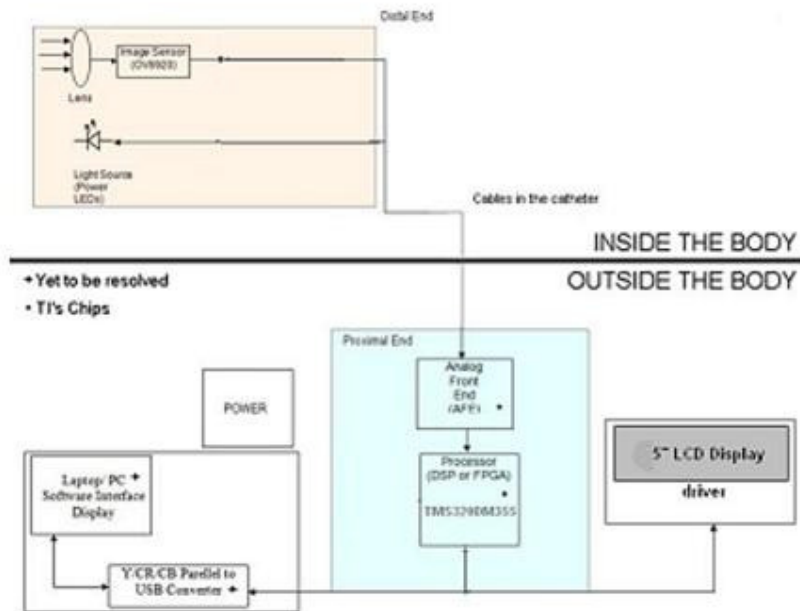 Distal End
Image Sensor
(OV6920)
Lens
Light Source
(Power
LEDs)
Cables in the catheter
INSIDE THE BODY
OUTSIDE THE BODY
+ Yet to be resolved
• TI's Chips
Proximal End
Analog
Front
End
(AFE) •
POWER
Processor
(DSP or FPGA)
•
TMS320DM355
5" LCD Display
driver
Laptop/ PC +
Software Interface
Display
Y/CR/CB Parellel to
USB Converter +